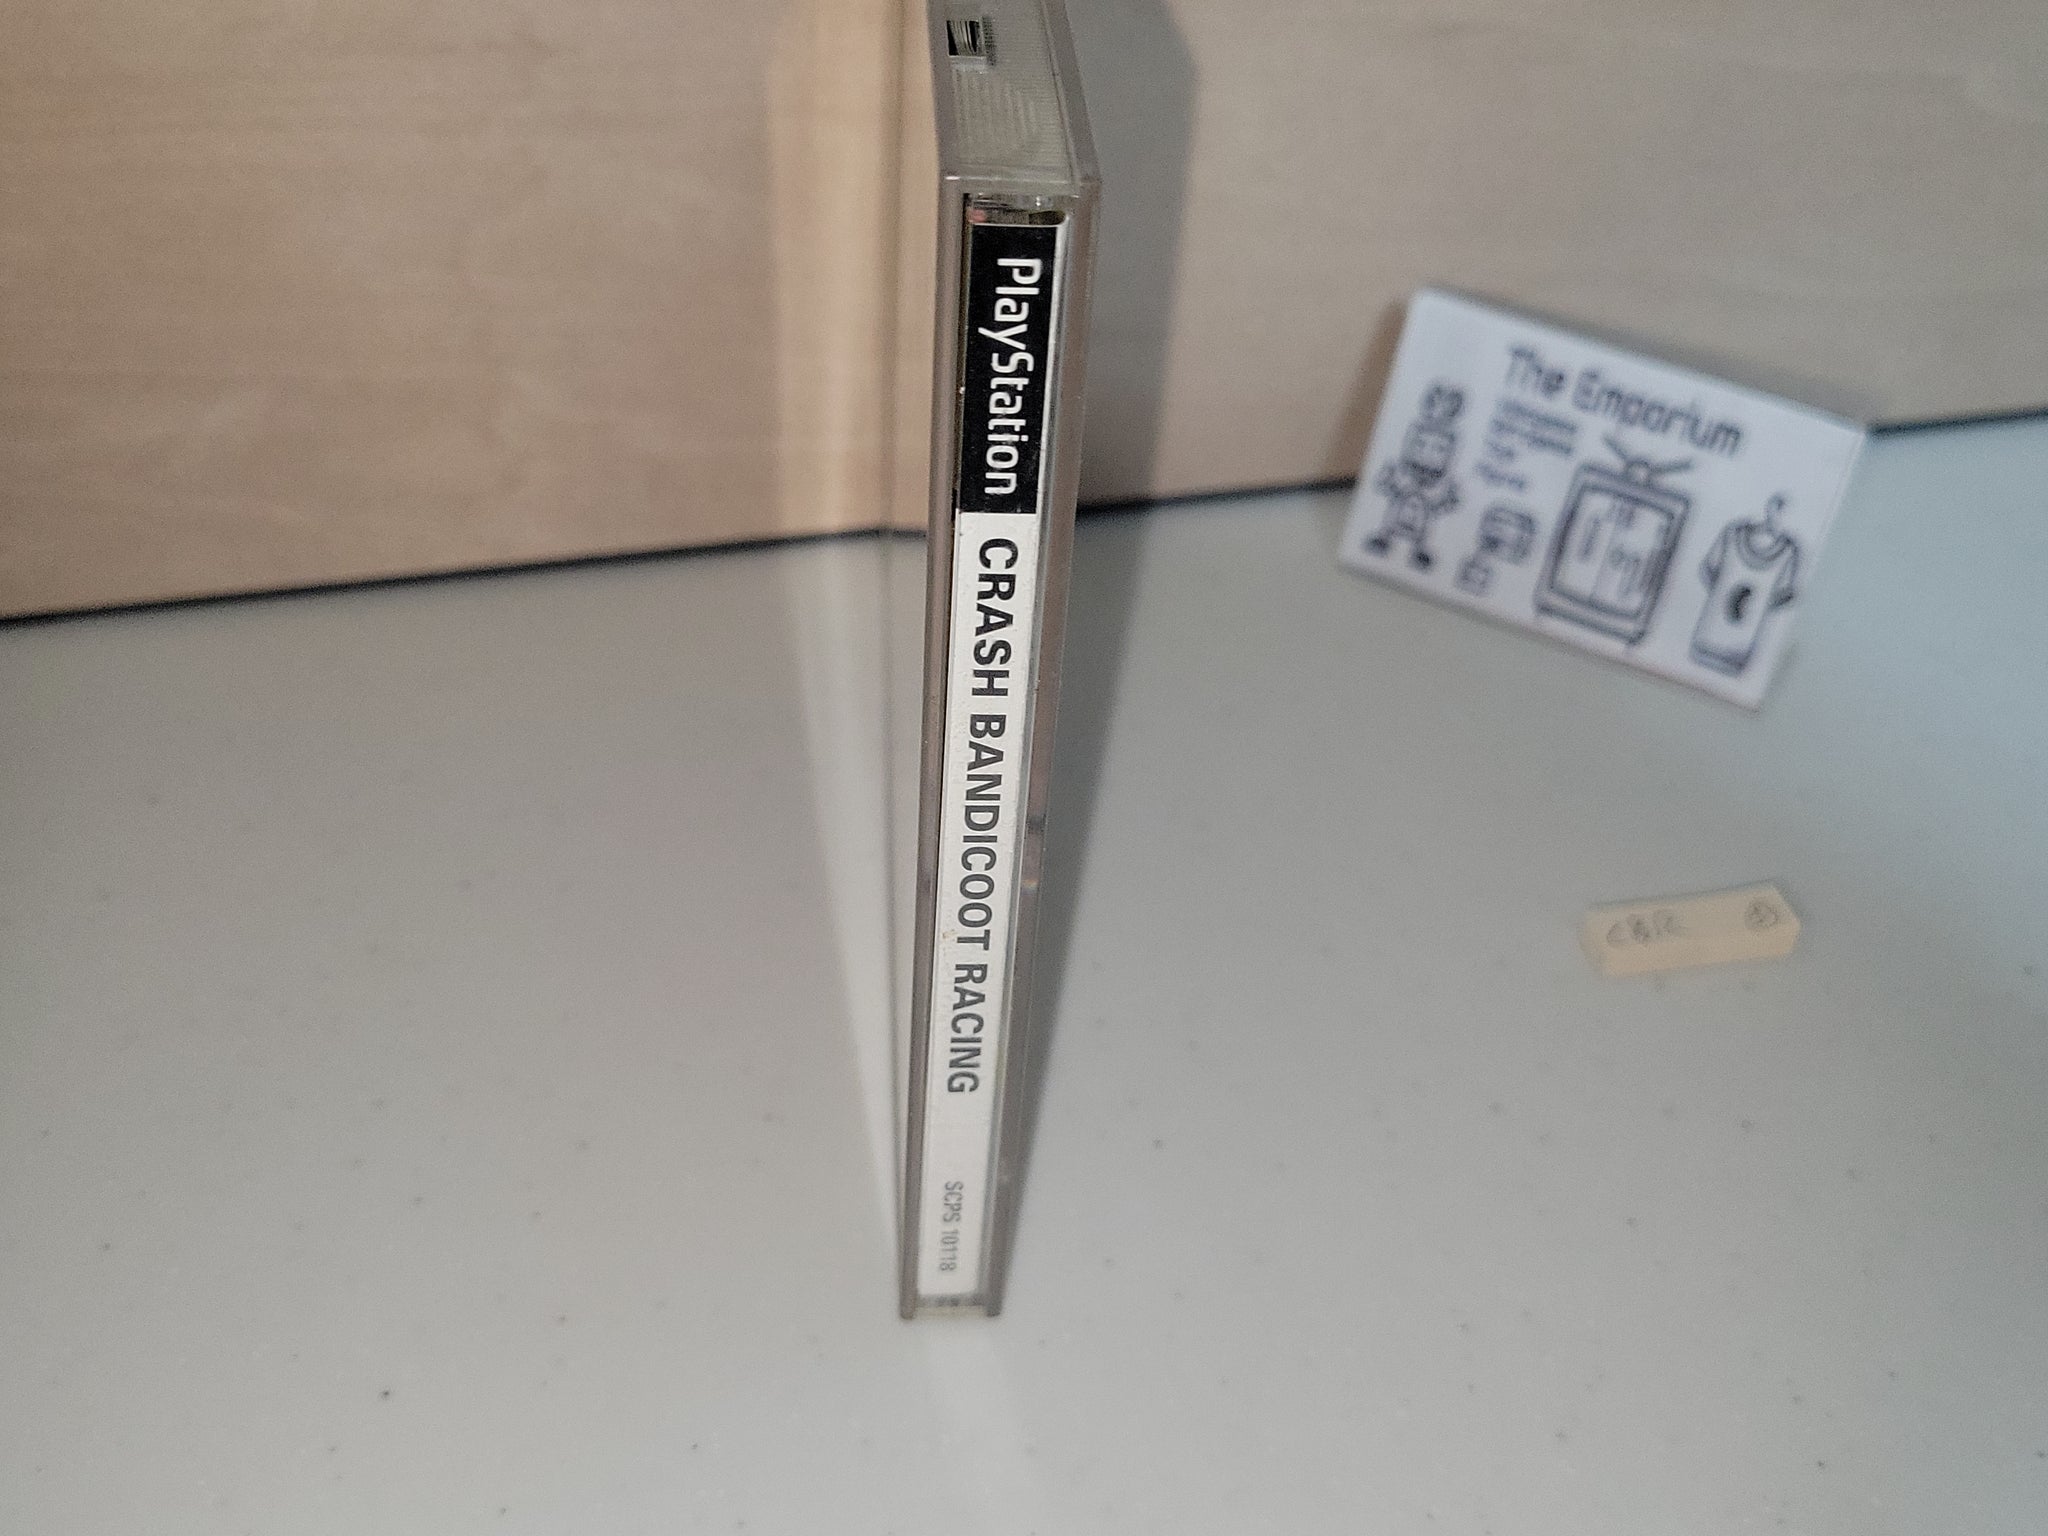 PlayStation
CRASH BANDICOOT RACING
SCPS 10118
The Emporium